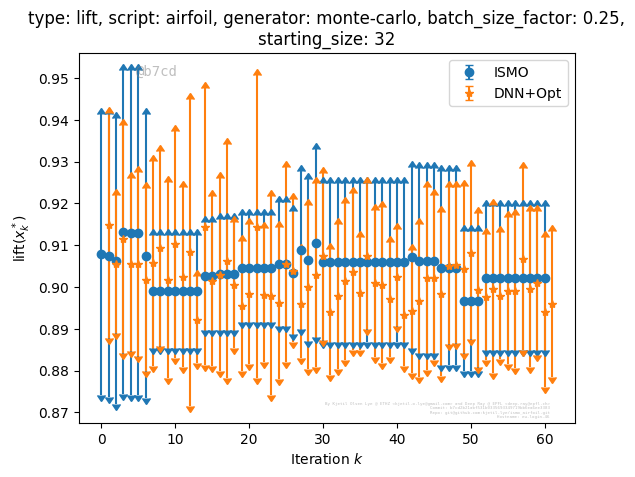 type: lift, script: airfoil, generator: monte-carlo, batch_size_factor: 0.25,
starting_size: 32
b7cd
ISMO
DNN+Opt
lift(x*k)
0.95
0.94
0.93
0.92
0.91
0.90
0.89
0.88
0.87
0
10
20
30
40
50
60
Iteration k